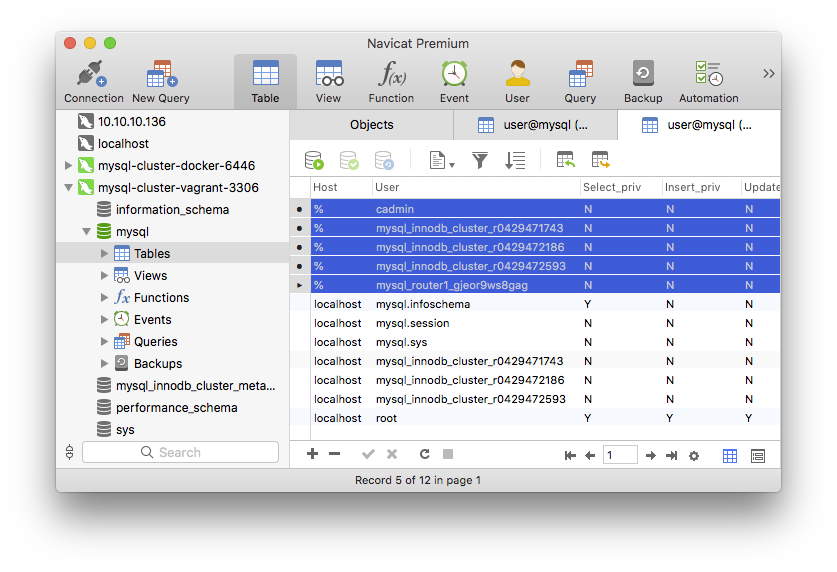 Navicat Premium
Connection New Query Table View Function Event User Query Backup Automation
f(x)
10.10.10.136
localhost
mysql-cluster-docker-6446
mysql-cluster-vagrant-3306
information_schema
mysql
Tables
Views
fx Functions
Events
Queries
Backups
mysql_innodb_cluster_meta...
performance_schema
sys
Search
Objects user@mysql (... user@mysql (...
Host User Select_priv Insert_priv Update
% cadmin N N N
% mysql_innodb_cluster_r0429471743 N N N
% mysql_innodb_cluster_r0429472186 N N N
% mysql_innodb_cluster_r0429472593 N N N
% mysql_router1_gjeor9ws8gag N N N
localhost mysql.infoschema Y N N
localhost mysql.session N N N
localhost mysql.sys N N N
localhost mysql_innodb_cluster_r0429471743 N N N
localhost mysql_innodb_cluster_r0429472186 N N N
localhost mysql_innodb_cluster_r0429472593 N N N
localhost root Y Y Y
1
Record 5 of 12 in page 1